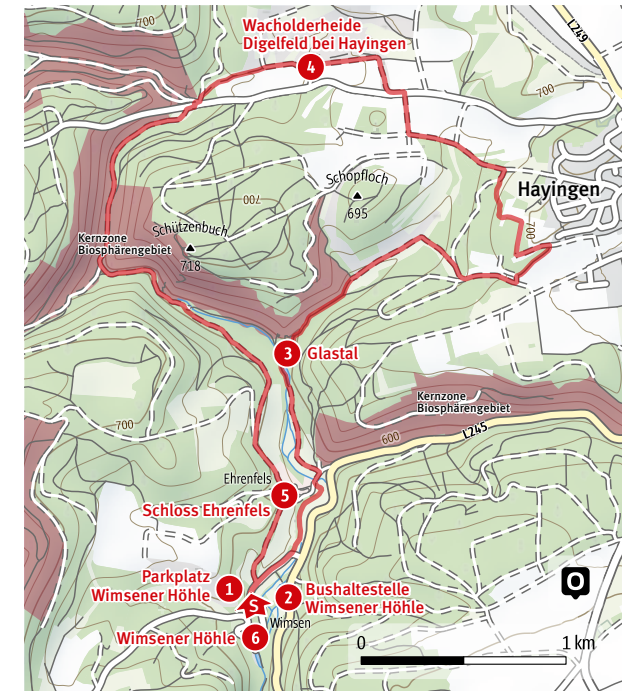 700
Wacholderheide
Digelfeld bei Hayingen
L249
4
700
Schopfloch
695
Hayingen
700
Schützenbuch
718
700
Kernzone
Biosphärengebiet
3 Glastal
Kernzone
Biosphärengebiet
700
600
L245
Ehrenfels
5
Schloss Ehrenfels
Parkplatz
Wimsener Höhle
1
S
2
Bushaltestelle
Wimsener Höhle
Wimsen
Wimsener Höhle 6
0 1 km